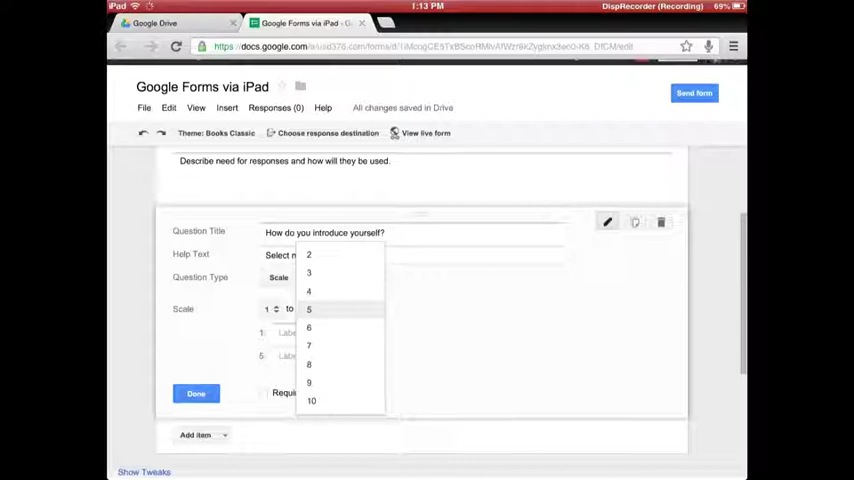 iPad 1:13 PM DispRecorder (Recording) 69%
Google Drive × Google Forms via iPad - G ×
https://docs.google.com/a/usd376.com/forms/d/
Google Forms via iPad
Send form
File Edit View Insert Responses (0) Help All changes saved in Drive
Theme: Books Classic Choose response destination View live form
Describe need for responses and how will they be used.
Question Title How do you introduce yourself?
Help Text Select
Question Type Scale
Scale 1 to
1:
5:
2
3
4
5
6
7
8
9
10
Done
Add item
Show Tweaks